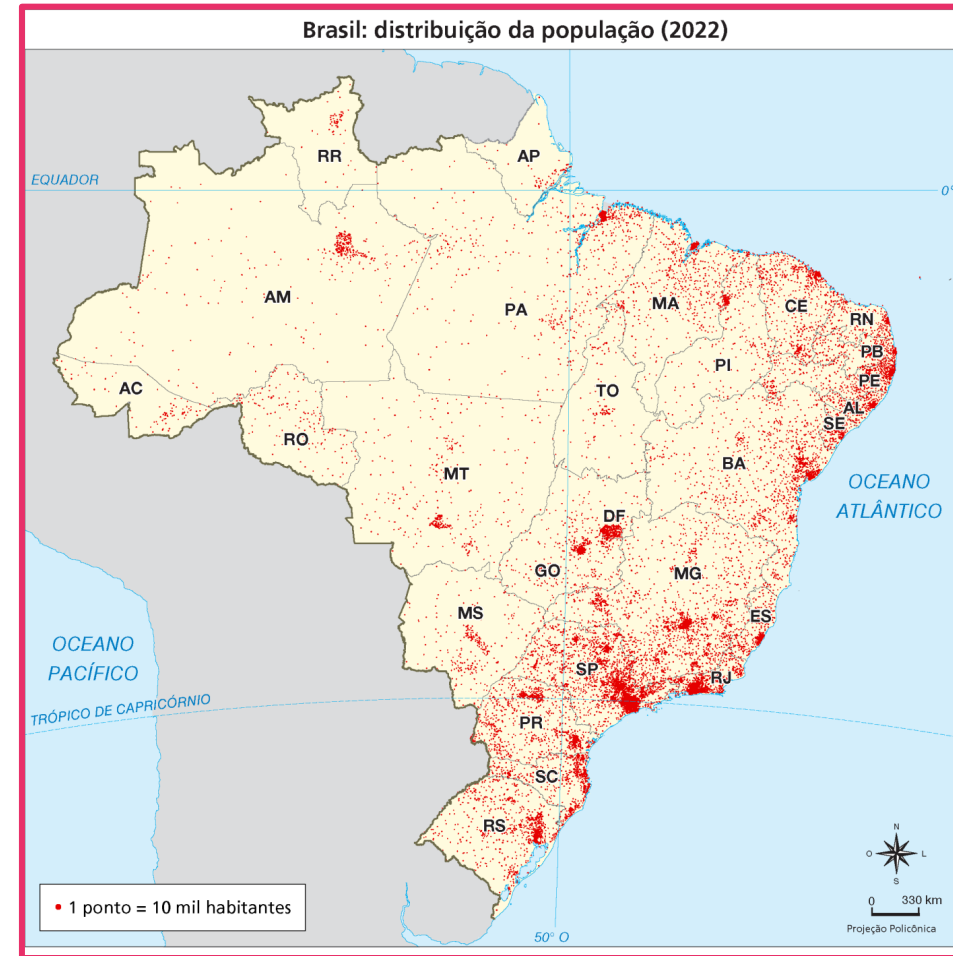 Brasil: distribuição da população (2022)
RR
AP
EQUADOR
0°
AM
PA
MA
CE
RN
PB
PE
AL
SE
PI
TO
AC
RO
BA
MT
OCEANO
ATLÂNTICO
DF
GO
MG
ES
MS
OCEANO
PACÍFICO
SP
RJ
TRÓPICO DE CAPRICÓRNIO
PR
SC
RS
N
O
L
S
1 ponto = 10 mil habitantes
0 330 km
Projeção Policônica
50° O